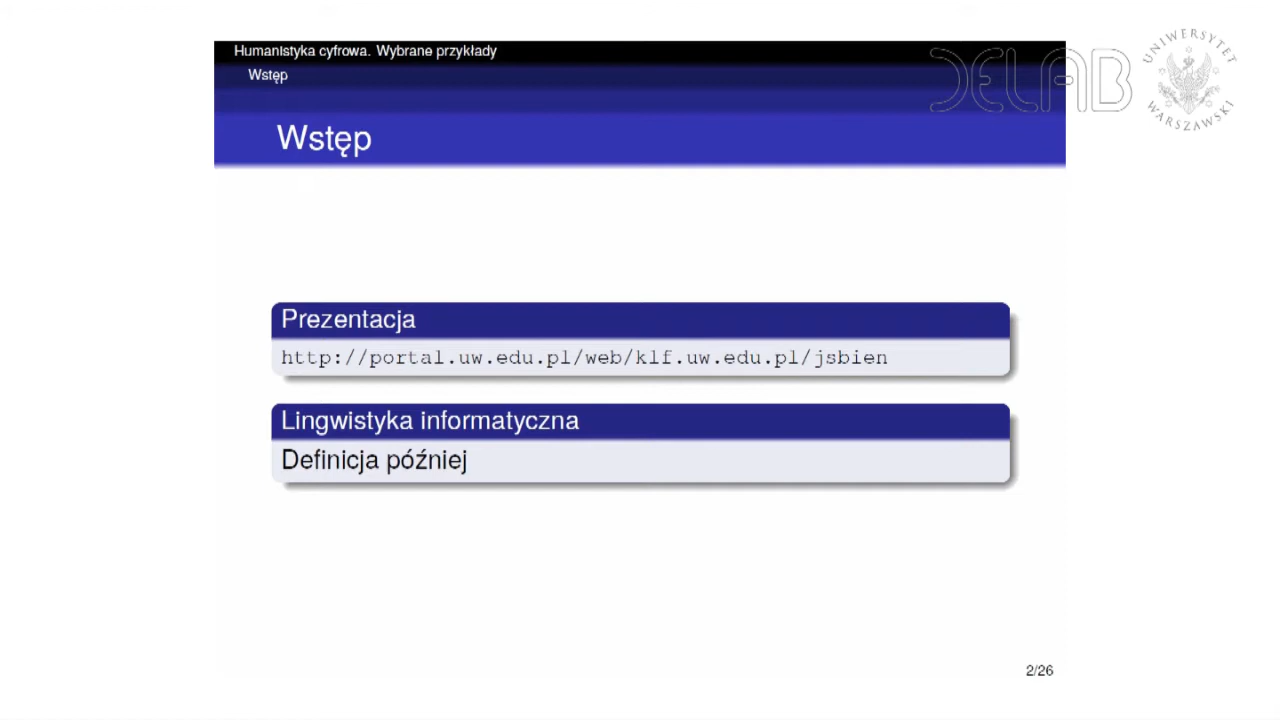 Humanistyka cyfrowa. Wybrane przykłady
Wstęp
DELAB
UNIWERSYTET
WARSZAWSKI
Wstęp
Prezentacja
http://portal.uw.edu.pl/web/klf.uw.edu.pl/jsbien
Lingwistyka informatyczna
Definicja później
2/26